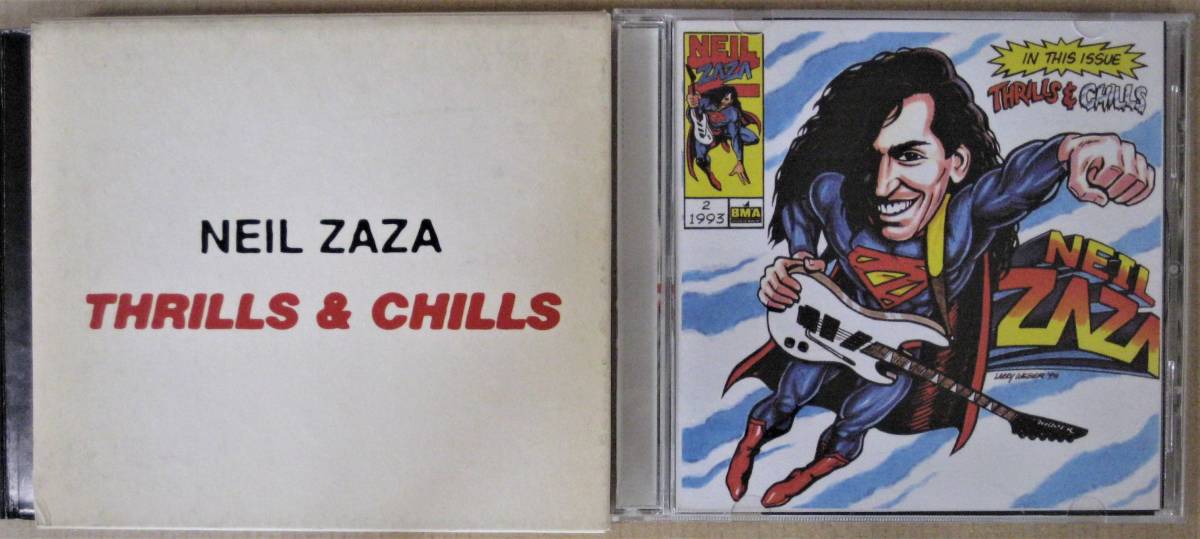 NEIL ZAZA
THRILLS & CHILLS
NEIL
ZAZA
2
1993
BMA
IN THIS ISSUE
THRILLS & CHILLS
NEIL
ZAZA